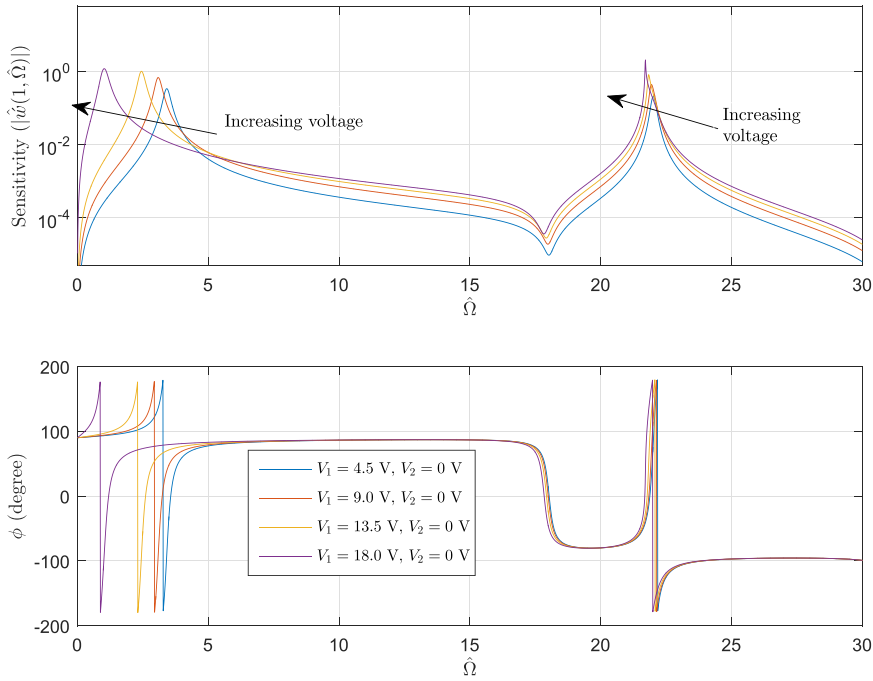 Sensitivity (|ŵ(1, Ω̂)|)
10^0
10^-2
10^-4
Increasing voltage
Increasing
voltage
0 5 10 15 20 25 30
Ω̂
ϕ (degree)
200
100
0
-100
-200
V_1 = 4.5 V, V_2 = 0 V
V_1 = 9.0 V, V_2 = 0 V
V_1 = 13.5 V, V_2 = 0 V
V_1 = 18.0 V, V_2 = 0 V
0 5 10 15 20 25 30
Ω̂